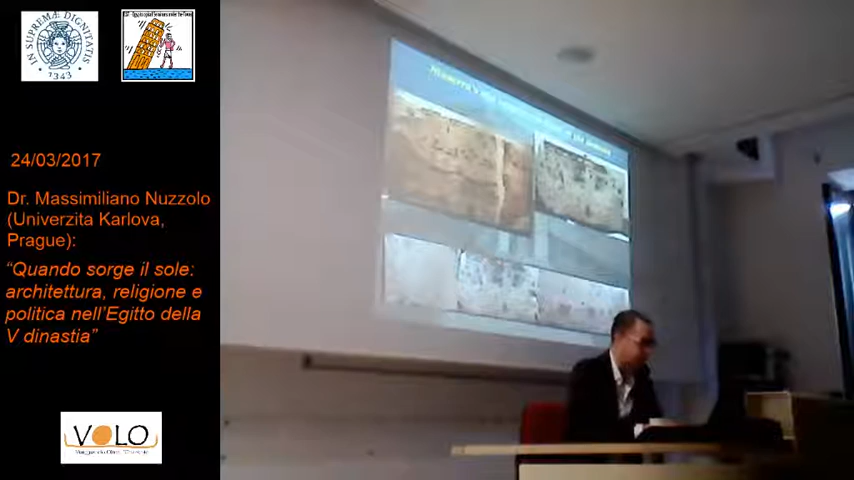 IN SUPREMÆ DIGNITATIS
1343
24/03/2017
Dr. Massimiliano Nuzzolo
(Univerzita Karlova,
Prague):
“Quando sorge il sole:
architettura, religione e
politica nell’Egitto della
V dinastia”
VOLO